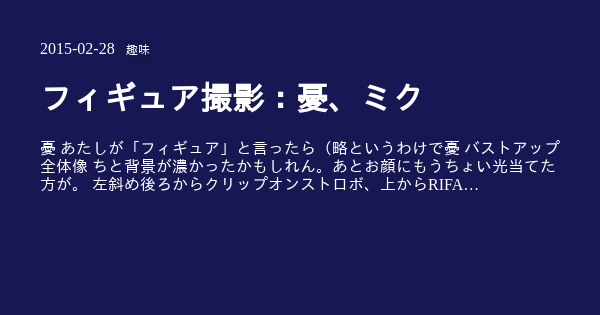 2015-02-28 趣味
フィギュア撮影：憂、ミク
憂 あたしが「フィギュア」と言ったら（略というわけで憂 バストアップ
全体像 ちと背景が濃かったかもしれん。あとお顔にもうちょい光当てた
方が。 左斜め後ろからクリップオンストロボ、上からRIFA…